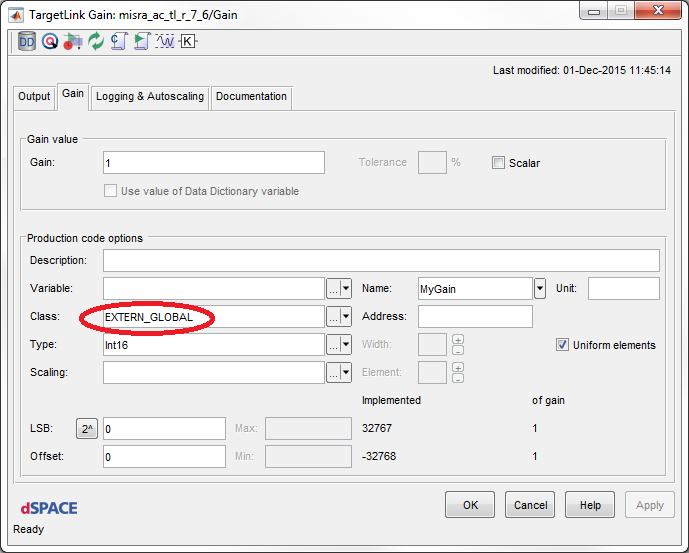 TargetLink Gain: misra_ac_tl_r_7_6/Gain
DD
Last modified: 01-Dec-2015 11:45:14
Output Gain Logging & Autoscaling Documentation
Gain value
Gain: 1 Tolerance % Scalar
Use value of Data Dictionary variable
Production code options
Description:
Variable: ... Name: MyGain Unit:
Class: EXTERN_GLOBAL ... Address:
Type: Int16 ... Width: + - Uniform elements
Scaling: ... Element: + -
Implemented of gain
LSB: 2^ 0 Max: 32767 1
Offset: 0 Min: -32768 1
dSPACE OK Cancel Help Apply
Ready